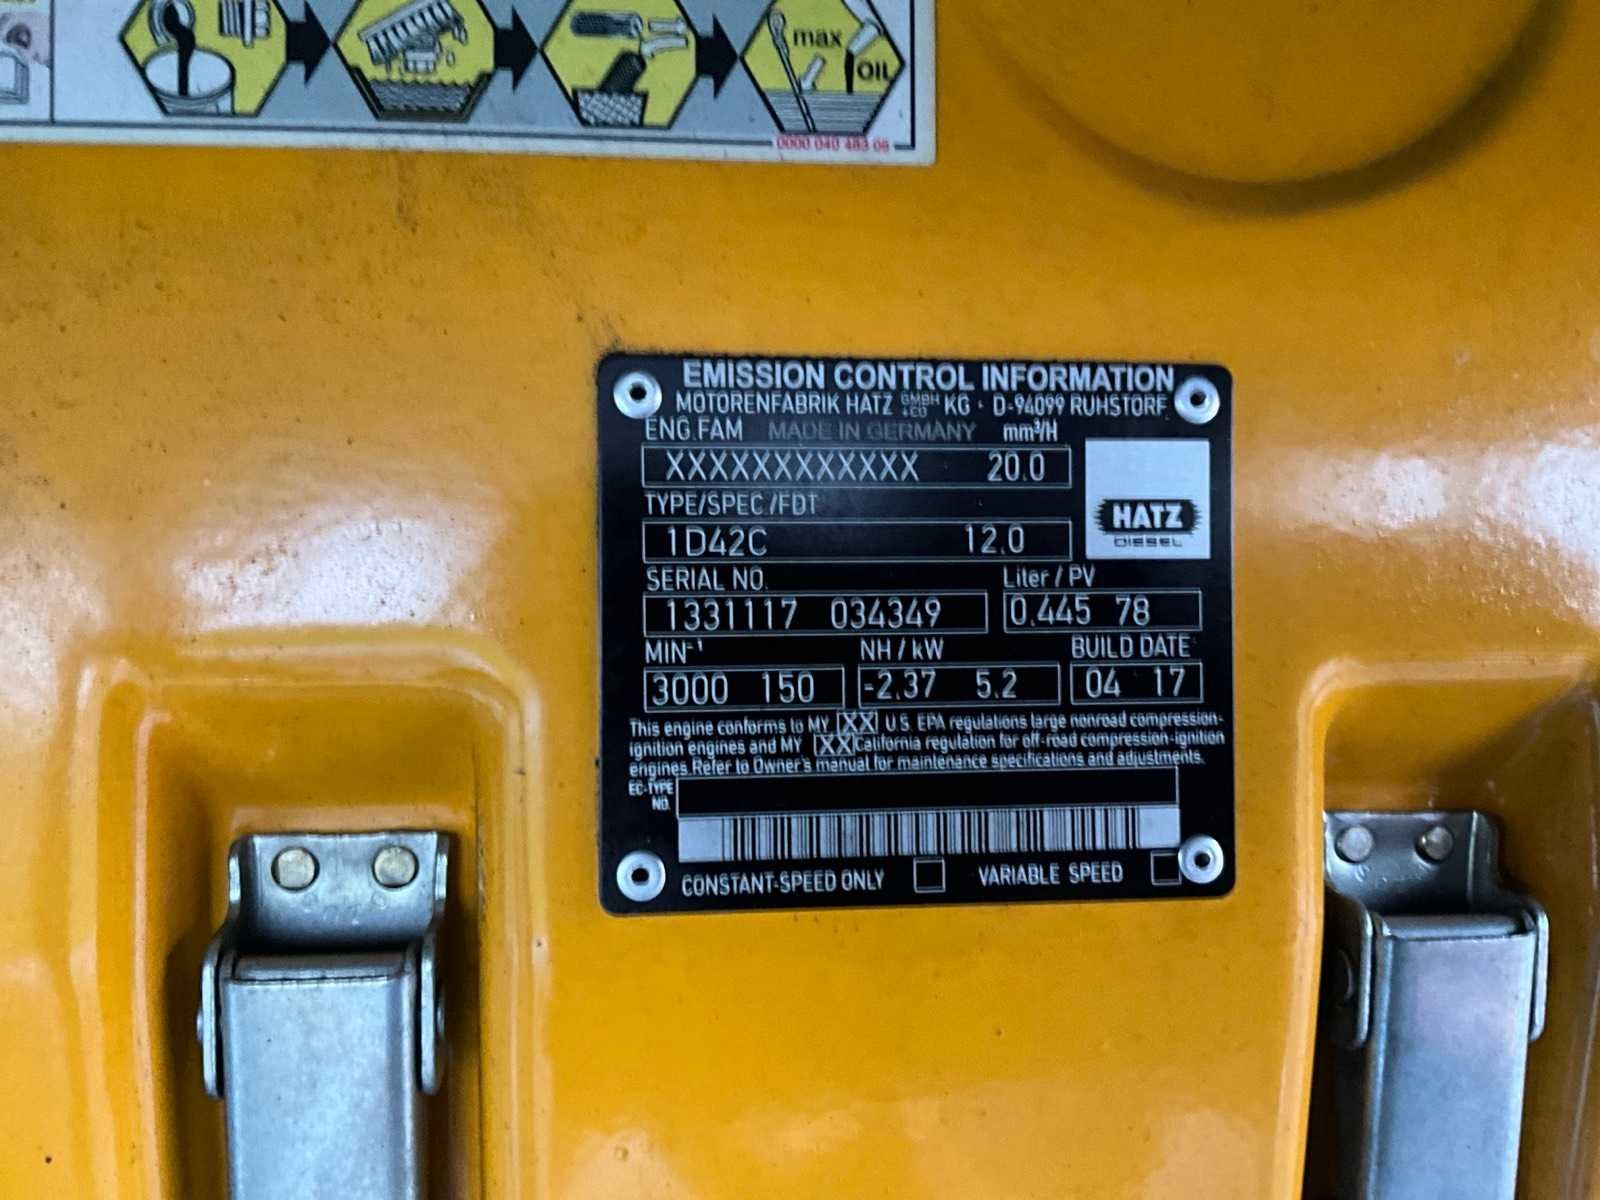 max
OIL
0000 040 483 06
EMISSION CONTROL INFORMATION
MOTORENFABRIK HATZ GMBH +CO KG · D-94099 RUHSTORF
ENG.FAM MADE IN GERMANY mm³/H
XXXXXXXXXXXX 20.0
TYPE/SPEC./FDT
1D42C 12.0
HATZ
DIESEL
SERIAL NO. Liter / PV
1331117 034349 0.445 78
MIN⁻¹ NH / kW BUILD DATE
3000 150 -2.37 5.2 04 17
This engine conforms to MY XX U.S. EPA regulations large nonroad compression-
ignition engines and MY XX California regulation for off-road compression-ignition
engines. Refer to Owner's manual for maintenance specifications and adjustments.
EC-TYPE
NO.
CONSTANT-SPEED ONLY VARIABLE SPEED